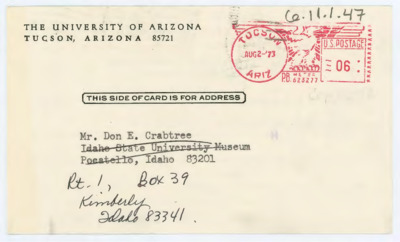 6.11.1.47
THE UNIVERSITY OF ARIZONA
TUCSON, ARIZONA 85721
TUCSON
AUG 2 - '73
ARIZ
U.S. POSTAGE
06
P.B. METER
623277
THIS SIDE OF CARD IS FOR ADDRESS
Mr. Don E. Crabtree
Idaho State University Museum
Pocatello, Idaho 83201
Rt. 1, Box 39
Kimberly
Idaho 83341.